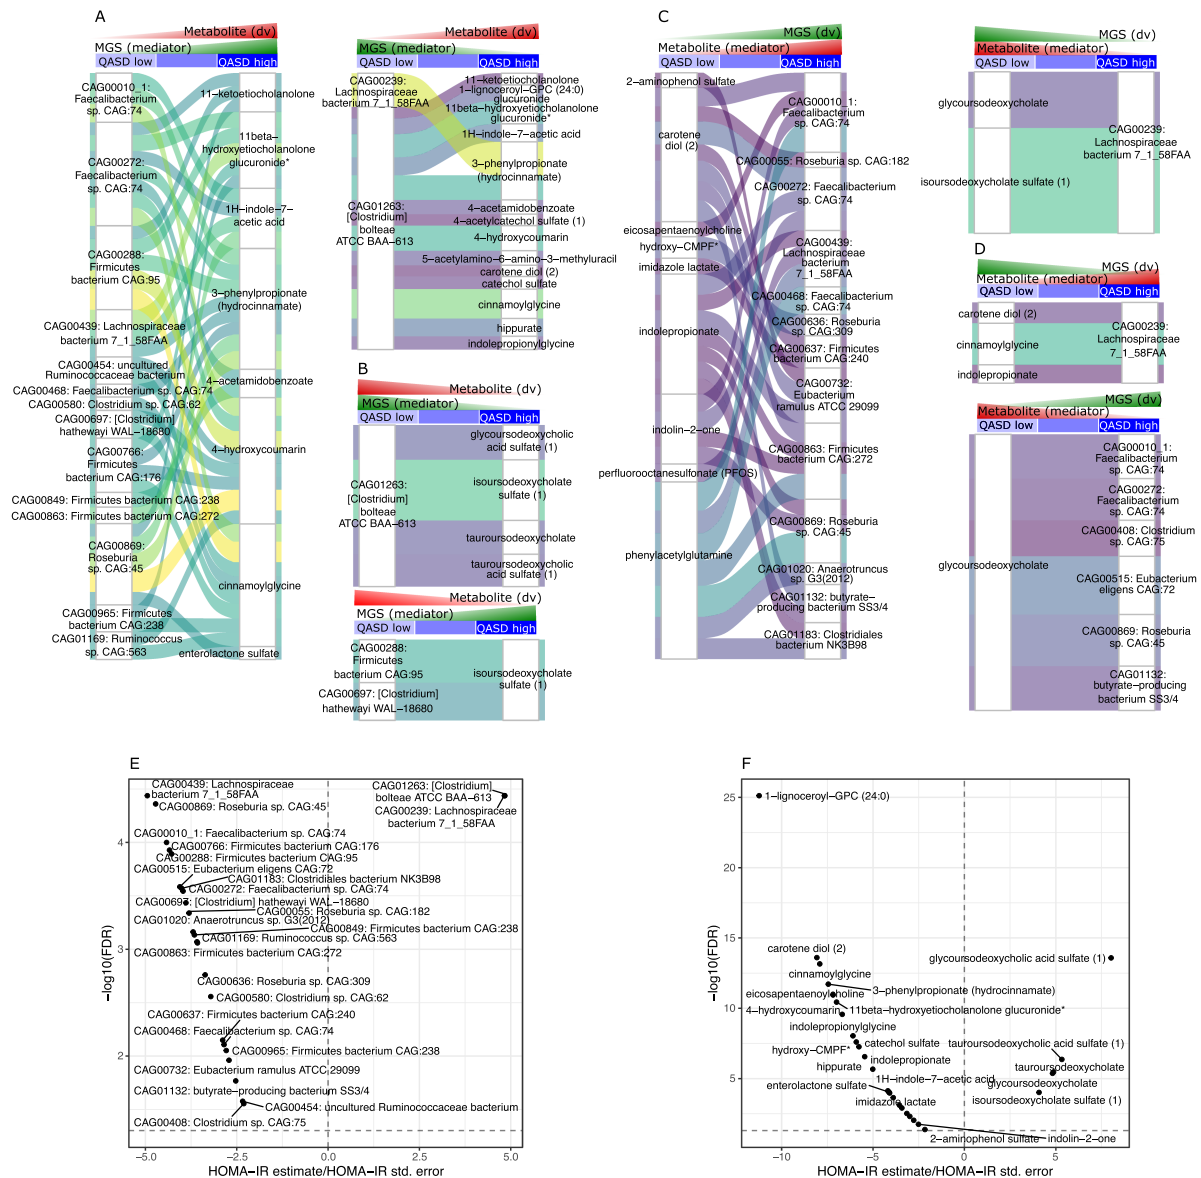 A
Metabolite (dv)
MGS (mediator)
QASD low
QASD high
CAG00010_1:
Faecalibacterium
sp. CAG:74
CAG00272:
Faecalibacterium
sp. CAG:74
CAG00288:
Firmicutes
bacterium CAG:95
CAG00439: Lachnospiraceae
bacterium 7_1_58FAA
CAG00454: uncultured
Ruminococcaceae bacterium
CAG00468: Faecalibacterium sp. CAG:74
CAG00580: Clostridium sp. CAG:62
CAG00697: [Clostridium]
hathewayi WAL−18680
CAG00766:
Firmicutes
bacterium CAG:176
CAG00849: Firmicutes bacterium CAG:238
CAG00863: Firmicutes bacterium CAG:272
CAG00869:
Roseburia
sp. CAG:45
CAG00965: Firmicutes
bacterium CAG:238
CAG01169: Ruminococcus
sp. CAG:563
11−ketoetiocholanolone
11beta−
hydroxyetiocholanolone
glucuronide*
1H−indole−7−
acetic acid
3−phenylpropionate
(hydrocinnamate)
4−acetamidobenzoate
4−hydroxycoumarin
cinnamoylglycine
enterolactone sulfate
Metabolite (dv)
MGS (mediator)
QASD low
QASD high
CAG00239:
Lachnospiraceae
bacterium 7_1_58FAA
CAG01263:
[Clostridium]
bolteae
ATCC BAA−613
11−ketoetiocholanolone
1−lignoceroyl−GPC (24:0)
glucuronide
11beta−hydroxyetiocholanolone
glucuronide*
1H−indole−7−acetic acid
3−phenylpropionate
(hydrocinnamate)
4−acetamidobenzoate
4−acetylcatechol sulfate (1)
4−hydroxycoumarin
5−acetylamino−6−amino−3−methyluracil
carotene diol (2)
catechol sulfate
cinnamoylglycine
hippurate
indolepropionylglycine
B
Metabolite (dv)
MGS (mediator)
QASD low
QASD high
CAG01263:
[Clostridium]
bolteae
ATCC BAA−613
glycoursodeoxycholic
acid sulfate (1)
isoursodeoxycholate
sulfate (1)
tauroursodeoxycholate
tauroursodeoxycholic
acid sulfate (1)
Metabolite (dv)
MGS (mediator)
QASD low
QASD high
CAG00288:
Firmicutes
bacterium CAG:95
CAG00697: [Clostridium]
hathewayi WAL−18680
isoursodeoxycholate
sulfate (1)
C
MGS (dv)
Metabolite (mediator)
QASD low
QASD high
2−aminophenol sulfate
carotene
diol (2)
eicosapentaenoylcholine
hydroxy−CMPF*
imidazole lactate
indolepropionate
indolin−2−one
perfluorooctanesulfonate (PFOS)
phenylacetylglutamine
CAG00010_1:
Faecalibacterium
sp. CAG:74
CAG00055: Roseburia sp. CAG:182
CAG00272: Faecalibacterium
sp. CAG:74
CAG00439:
Lachnospiraceae
bacterium
7_1_58FAA
CAG00468: Faecalibacterium
sp. CAG:74
CAG00636: Roseburia
sp. CAG:309
CAG00637: Firmicutes
bacterium CAG:240
CAG00732:
Eubacterium
ramulus ATCC 29099
CAG00863: Firmicutes
bacterium CAG:272
CAG00869: Roseburia
sp. CAG:45
CAG01020: Anaerotruncus
sp. G3(2012)
CAG01132: butyrate−
producing bacterium SS3/4
CAG01183: Clostridiales
bacterium NK3B98
MGS (dv)
Metabolite (mediator)
QASD low
QASD high
glycoursodeoxycholate
isoursodeoxycholate sulfate (1)
CAG00239:
Lachnospiraceae
bacterium 7_1_58FAA
D
MGS (dv)
Metabolite (mediator)
QASD low
QASD high
carotene diol (2)
cinnamoylglycine
indolepropionate
CAG00239:
Lachnospiraceae
bacterium
7_1_58FAA
MGS (dv)
Metabolite (mediator)
QASD low
QASD high
glycoursodeoxycholate
CAG00010_1:
Faecalibacterium
sp. CAG:74
CAG00272:
Faecalibacterium
sp. CAG:74
CAG00408: Clostridium
sp. CAG:75
CAG00515: Eubacterium
eligens CAG:72
CAG00869: Roseburia
sp. CAG:45
CAG01132:
butyrate−producing
bacterium SS3/4
E
−log10(FDR)
4
3
2
CAG00439: Lachnospiraceae
bacterium 7_1_58FAA
CAG00869: Roseburia sp. CAG:45
CAG01263: [Clostridium]
bolteae ATCC BAA−613
CAG00239: Lachnospiraceae
bacterium 7_1_58FAA
CAG00010_1: Faecalibacterium sp. CAG:74
CAG00766: Firmicutes bacterium CAG:176
CAG00288: Firmicutes bacterium CAG:95
CAG00515: Eubacterium eligens CAG:72
CAG01183: Clostridiales bacterium NK3B98
CAG00272: Faecalibacterium sp. CAG:74
CAG00697: [Clostridium] hathewayi WAL−18680
CAG00055: Roseburia sp. CAG:182
CAG01020: Anaerotruncus sp. G3(2012)
CAG00849: Firmicutes bacterium CAG:238
CAG01169: Ruminococcus sp. CAG:563
CAG00863: Firmicutes bacterium CAG:272
CAG00636: Roseburia sp. CAG:309
CAG00580: Clostridium sp. CAG:62
CAG00637: Firmicutes bacterium CAG:240
CAG00468: Faecalibacterium sp. CAG:74
CAG00965: Firmicutes bacterium CAG:238
CAG00732: Eubacterium ramulus ATCC 29099
CAG01132: butyrate−producing bacterium SS3/4
CAG00454: uncultured Ruminococcaceae bacterium
CAG00408: Clostridium sp. CAG:75
−5.0
−2.5
0.0
2.5
5.0
HOMA−IR estimate/HOMA−IR std. error
F
−log10(FDR)
25
20
15
10
5
1−lignoceroyl−GPC (24:0)
carotene diol (2)
glycoursodeoxycholic acid sulfate (1)
cinnamoylglycine
3−phenylpropionate (hydrocinnamate)
eicosapentaenoylcholine
11beta−hydroxyetiocholanolone glucuronide*
4−hydroxycoumarin
indolepropionylglycine
catechol sulfate
tauroursodeoxycholic acid sulfate (1)
hydroxy−CMPF*
indolepropionate
hippurate
tauroursodeoxycholate
1H−indole−7−acetic acid
glycoursodeoxycholate
enterolactone sulfate
isoursodeoxycholate sulfate (1)
imidazole lactate
2−aminophenol sulfate
indolin−2−one
−10
−5
0
5
HOMA−IR estimate/HOMA−IR std. error